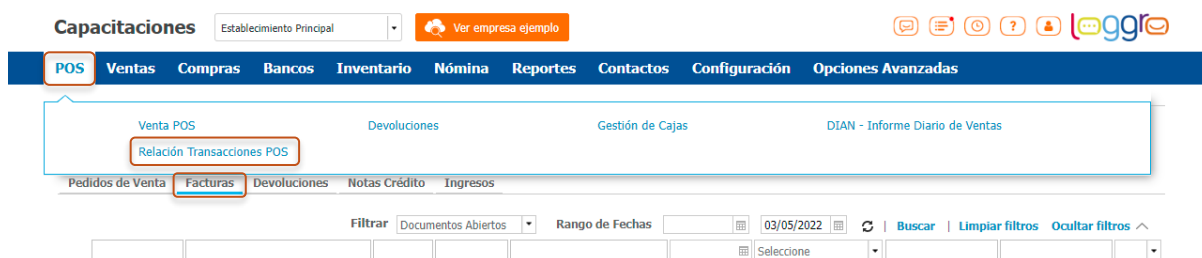 Capacitaciones Establecimiento Principal Ver empresa ejemplo ? loggro
POS Ventas Compras Bancos Inventario Nómina Reportes Contactos Configuración Opciones Avanzadas
Venta POS Devoluciones Gestión de Cajas DIAN - Informe Diario de Ventas
Relación Transacciones POS
Pedidos de Venta Facturas Devoluciones Notas Crédito Ingresos
Filtrar Documentos Abiertos Rango de Fechas 03/05/2022 | Buscar | Limpiar filtros Ocultar filtros
Seleccione